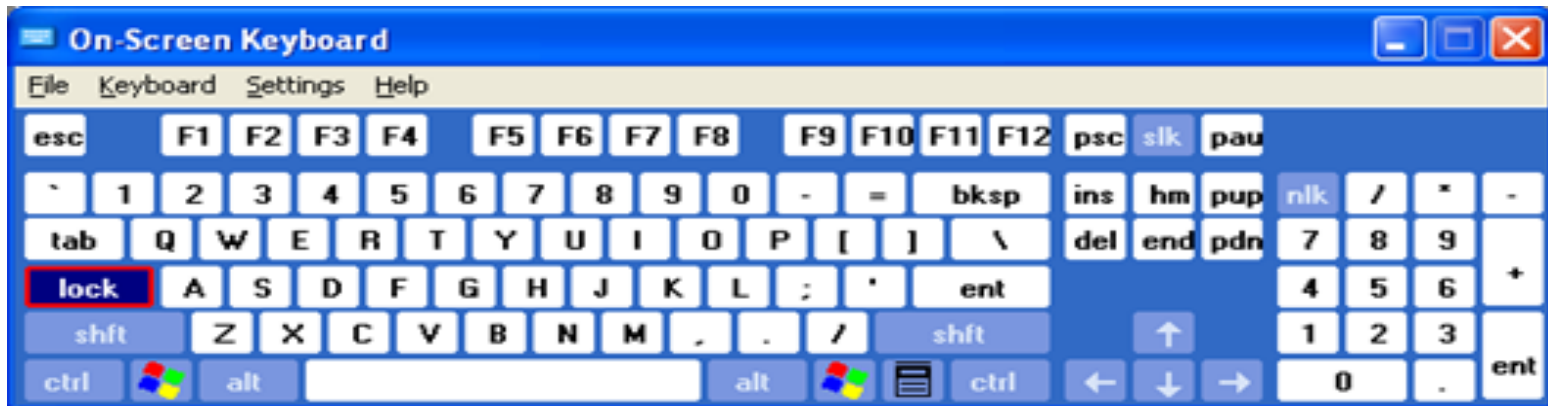 On-Screen Keyboard
File Keyboard Settings Help
esc F1 F2 F3 F4 F5 F6 F7 F8 F9 F10 F11 F12 psc slk pau
` 1 2 3 4 5 6 7 8 9 0 - = bksp ins hm pup nlk / * -
tab Q W E R T Y U I O P [ ] \ del end pdn 7 8 9 +
lock A S D F G H J K L ; ' ent 4 5 6
shft Z X C V B N M , . / shft ↑ 1 2 3 ent
ctrl alt alt ctrl ← ↓ → 0 .